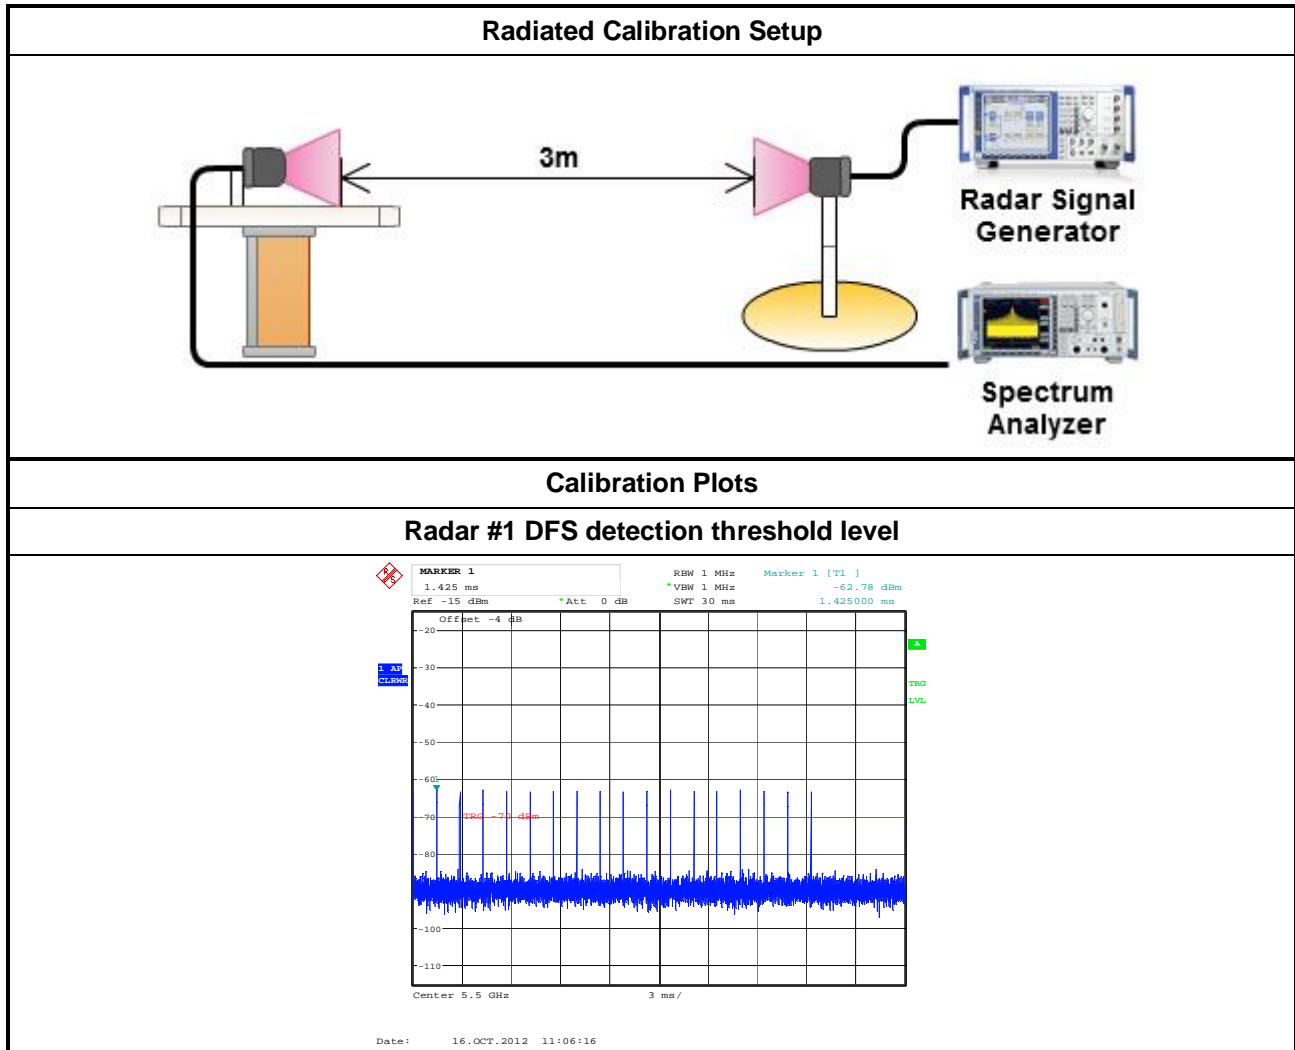 Radiated Calibration Setup
3m
Radar Signal
Generator
Spectrum
Analyzer
Calibration Plots
Radar #1 DFS detection threshold level
R S
MARKER 1
1.425 ms
RBW 1 MHz
Marker 1 [T1 ]
*VBW 1 MHz
-62.78 dBm
Ref -15 dBm
*Att 0 dB
SWT 30 ms
1.425000 ms
Offset -4 dB
-20
A
1 AP
CLRWR
-30
TRG
LVL
-40
-50
-60
1
TRG -70 dBm
-70
-80
-100
-110
Center 5.5 GHz
3 ms/
Date: 16.OCT.2012 11:06:16